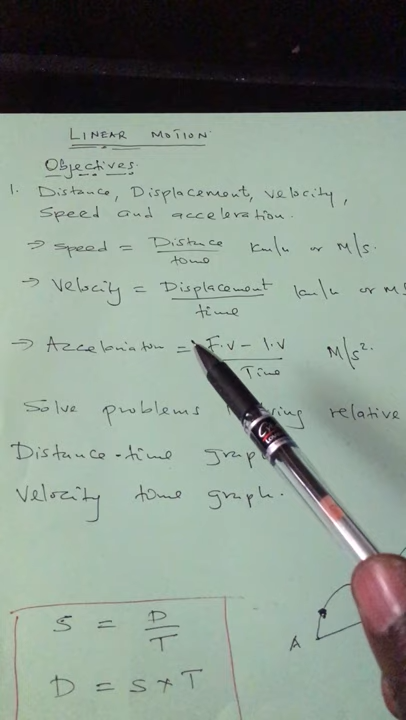 LINEAR MOTION
Objectives.
1. Distance, Displacement, velocity,
Speed and acceleration.
→ Speed = Distance / time km/h or M/s.
→ Velocity = Displacement / time km/h or M
→ Acceleration = F.V - I.V / Time M/s².
Solve problems relative
Distance-time
Velocity time graph.
S = D / T
A
D = S × T